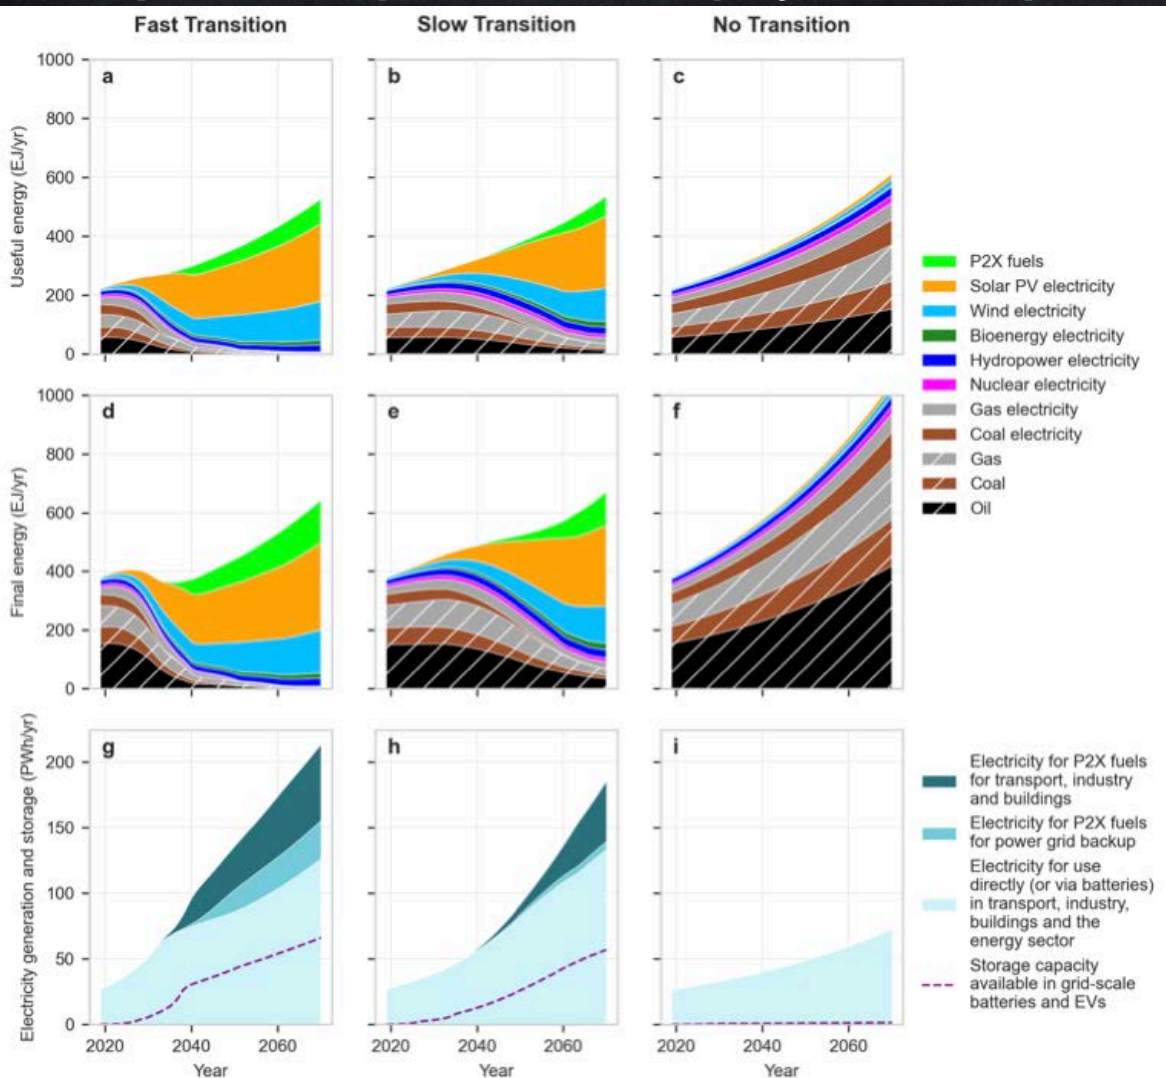 Fast Transition
Slow Transition
No Transition
Useful energy (EJ/yr)
1000
800
600
400
200
0
a
b
c
P2X fuels
Solar PV electricity
Wind electricity
Bioenergy electricity
Hydropower electricity
Nuclear electricity
Gas electricity
Coal electricity
Gas
Coal
Oil
Final energy (EJ/yr)
1000
800
600
400
200
0
d
e
f
Electricity generation and storage (PWh/yr)
200
150
100
50
0
g
h
i
Electricity for P2X fuels
for transport, industry
and buildings
Electricity for P2X fuels
for power grid backup
Electricity for use
directly (or via batteries)
in transport, industry,
buildings and the
energy sector
Storage capacity
available in grid-scale
batteries and EVs
2020 2040 2060
2020 2040 2060
2020 2040 2060
Year
Year
Year